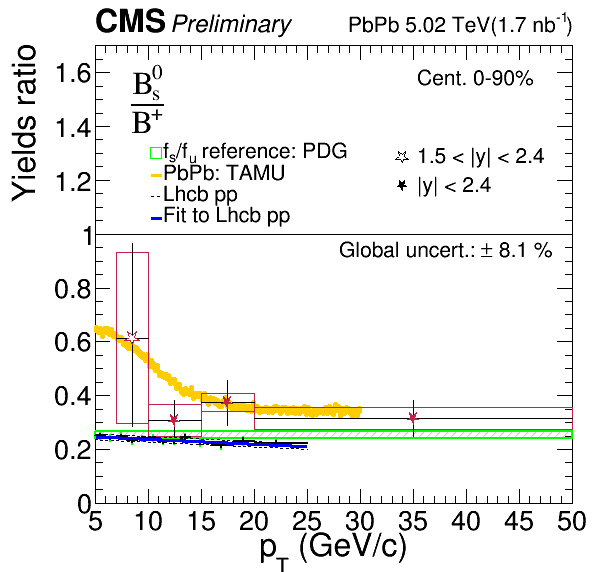 CMS Preliminary PbPb 5.02 TeV(1.7 nb⁻¹)
Yields ratio
1.6
1.4
1.2
1
0.8
0.6
0.4
0.2
0
Cent. 0-90%
B⁰ₛ
B⁺
fₛ/fᵤ reference: PDG
PbPb: TAMU
Lhcb pp
Fit to Lhcb pp
1.5 < |y| < 2.4
|y| < 2.4
Global uncert.: ± 8.1 %
5 10 15 20 25 30 35 40 45 50
p_T (GeV/c)